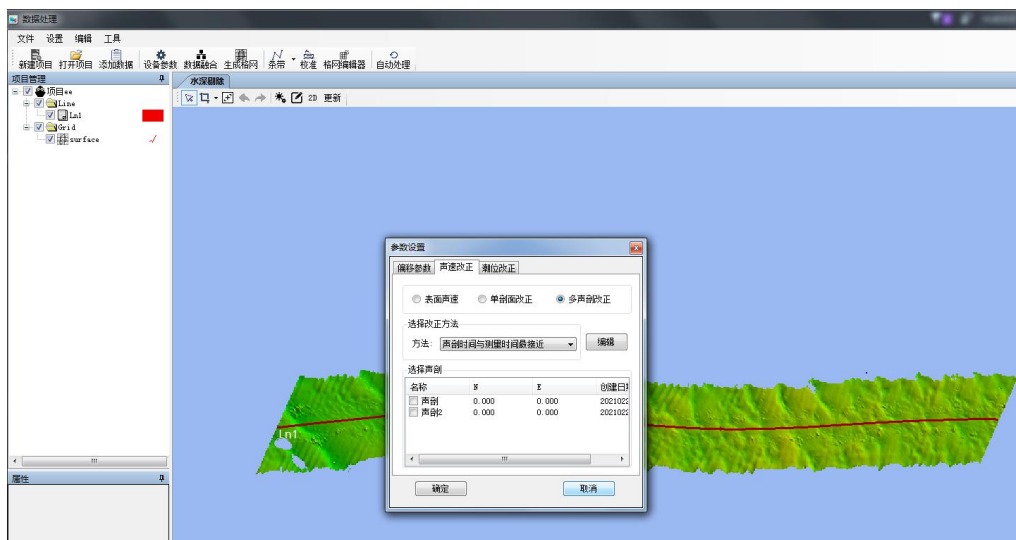 数据处理
文件 设置 编辑 工具
新建项目 打开项目 添加数据 设备参数 数据融合 生成格网 条带 校准 格网编辑器 自动处理
项目管理
水深剔除
2D 更新
项目ee
Line
Ln1
Grid
surface
属性
Ln1
参数设置
偏移参数 声速改正 潮位改正
表面声速 单剖面改正 多声剖改正
选择改正方法
方法: 声剖时间与测量时间最接近 编辑
选择声剖
名称 N E 创建日期
声剖 0.000 0.000 2021022
声剖2 0.000 0.000 2021022
确定 取消